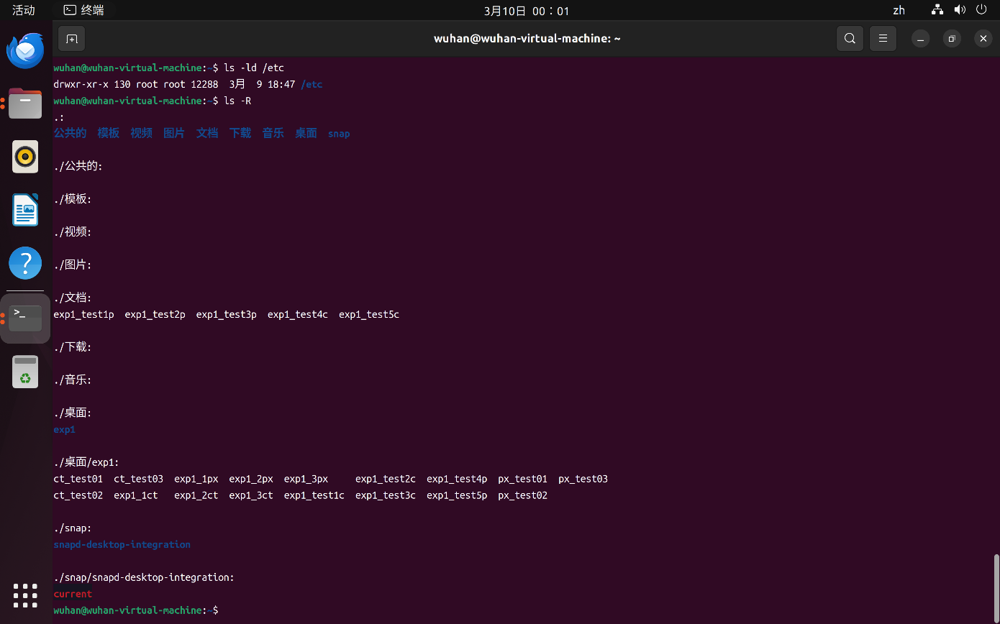 活动 终端 3月10日 00：01 zh
wuhan@wuhan-virtual-machine: ~
wuhan@wuhan-virtual-machine:~$ ls -ld /etc
drwxr-xr-x 130 root root 12288  3月  9 18:47 /etc
wuhan@wuhan-virtual-machine:~$ ls -R
.:
公共的  模板  视频  图片  文档  下载  音乐  桌面  snap
./公共的:
./模板:
./视频:
./图片:
./文档:
exp1_test1p  exp1_test2p  exp1_test3p  exp1_test4c  exp1_test5c
./下载:
./音乐:
./桌面:
exp1
./桌面/exp1:
ct_test01  ct_test03  exp1_1px  exp1_2px  exp1_3px     exp1_test2c  exp1_test4p  px_test01  px_test03
ct_test02  exp1_1ct   exp1_2ct  exp1_3ct  exp1_test1c  exp1_test3c  exp1_test5p  px_test02
./snap:
snapd-desktop-integration
./snap/snapd-desktop-integration:
current
wuhan@wuhan-virtual-machine:~$